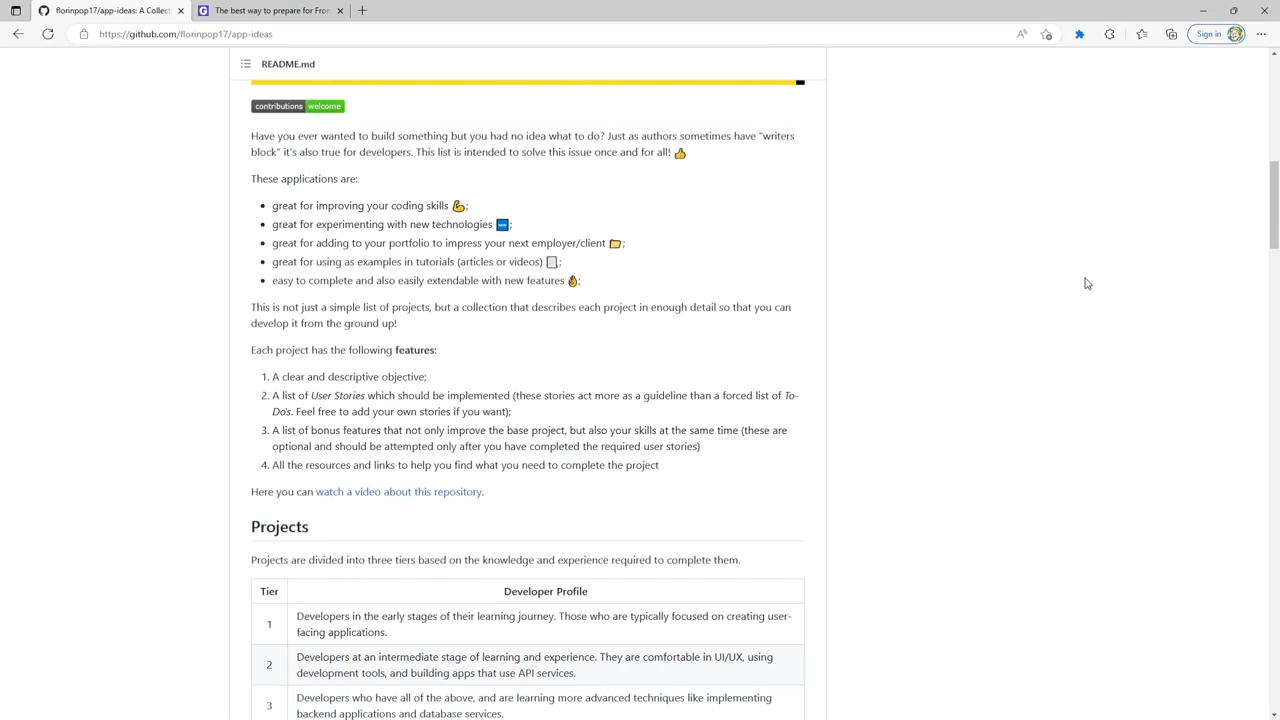 florinpop17/app-ideas: A Collect
The best way to prepare for Fron
https://github.com/florinpop17/app-ideas
Sign in
README.md
contributions welcome
Have you ever wanted to build something but you had no idea what to do? Just as authors sometimes have "writers
block" it's also true for developers. This list is intended to solve this issue once and for all! 👍
These applications are:
great for improving your coding skills 💪;
great for experimenting with new technologies 🆕;
great for adding to your portfolio to impress your next employer/client 📁;
great for using as examples in tutorials (articles or videos) 📃;
easy to complete and also easily extendable with new features 👌;
This is not just a simple list of projects, but a collection that describes each project in enough detail so that you can
develop it from the ground up!
Each project has the following features:
1. A clear and descriptive objective;
2. A list of User Stories which should be implemented (these stories act more as a guideline than a forced list of To-
Do's. Feel free to add your own stories if you want);
3. A list of bonus features that not only improve the base project, but also your skills at the same time (these are
optional and should be attempted only after you have completed the required user stories)
4. All the resources and links to help you find what you need to complete the project
Here you can watch a video about this repository.
Projects
Projects are divided into three tiers based on the knowledge and experience required to complete them.
Tier Developer Profile
1 Developers in the early stages of their learning journey. Those who are typically focused on creating user-
facing applications.
2 Developers at an intermediate stage of learning and experience. They are comfortable in UI/UX, using
development tools, and building apps that use API services.
3 Developers who have all of the above, and are learning more advanced techniques like implementing
backend applications and database services.